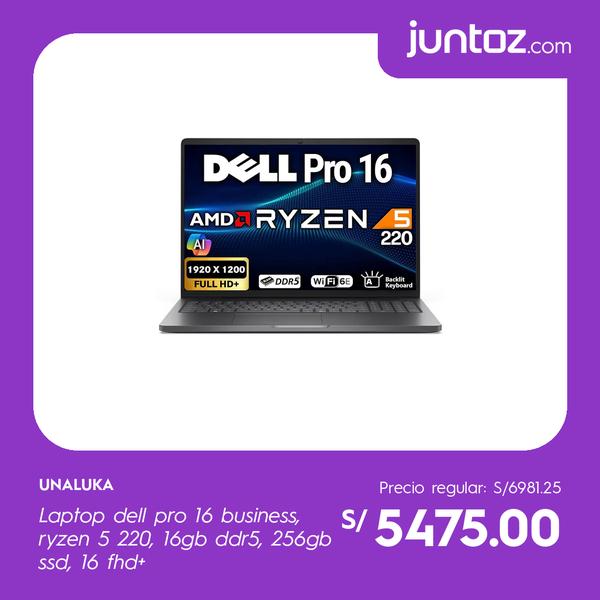 juntoz.com
DELL Pro 16
AMD RYZEN 5
220
AI
1920 X 1200
FULL HD+
DDR5
WiFi 6E
A
Backlit
Keyboard
UNALUKA
Laptop dell pro 16 business,
ryzen 5 220, 16gb ddr5, 256gb
ssd, 16 fhd+
Precio regular: S/6981.25
S/ 5475.00